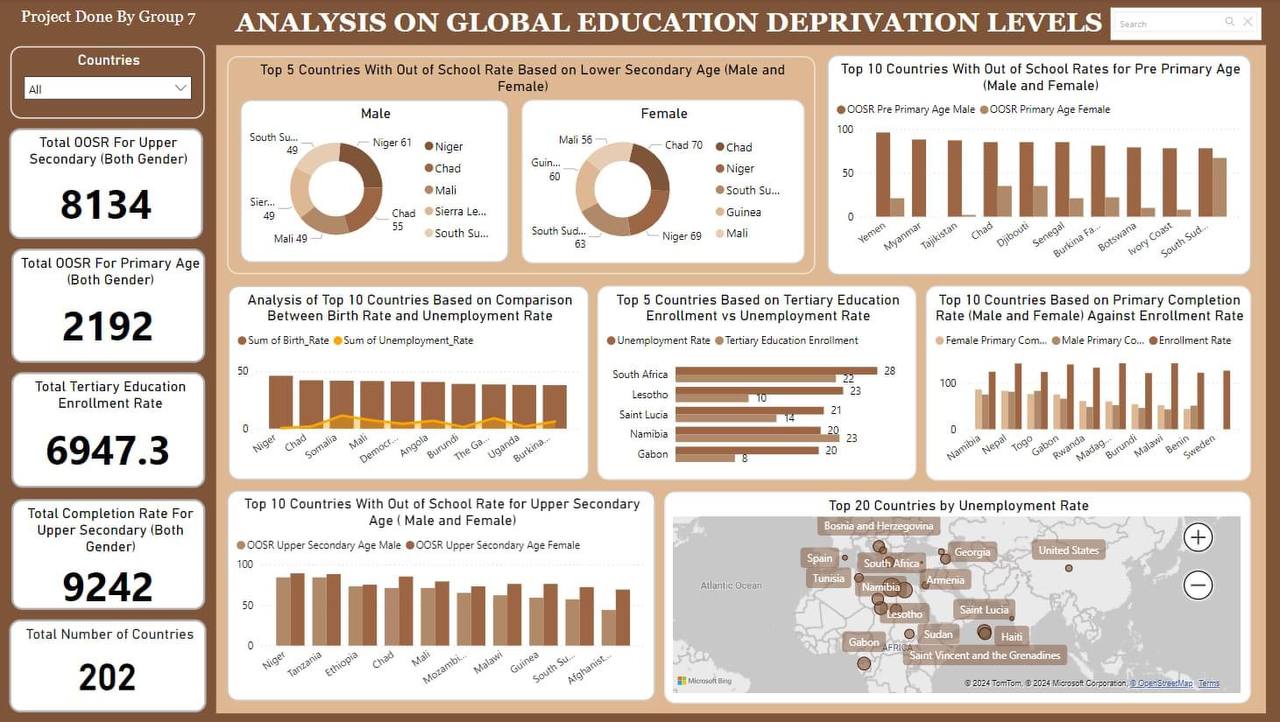 Project Done By Group 7
ANALYSIS ON GLOBAL EDUCATION DEPRIVATION LEVELS
Search
Countries
All
Total OOSR For Upper
Secondary (Both Gender)
8134
Total OOSR For Primary Age
(Both Gender)
2192
Total Tertiary Education
Enrollment Rate
6947.3
Total Completion Rate For
Upper Secondary (Both
Gender)
9242
Total Number of Countries
202
Top 5 Countries With Out of School Rate Based on Lower Secondary Age (Male and
Female)
Male
South Su...
49
Niger 61
Sier...
49
Chad
55
Mali 49
Niger
Chad
Mali
Sierra Le...
South Su...
Female
Mali 56
Chad 70
Guin...
60
South Sud...
63
Niger 69
Chad
Niger
South Su...
Guinea
Mali
Top 10 Countries With Out of School Rates for Pre Primary Age
(Male and Female)
OOSR Pre Primary Age Male OOSR Primary Age Female
100
50
0
Yemen
Myanmar
Tajikistan
Chad
Djibouti
Senegal
Burkina Fa...
Botswana
Ivory Coast
South Sud...
Analysis of Top 10 Countries Based on Comparison
Between Birth Rate and Unemployment Rate
Sum of Birth_Rate Sum of Unemployment_Rate
50
0
Niger
Chad
Somalia
Mali
Democr...
Angola
Burundi
The Ga...
Uganda
Burkina...
Top 5 Countries Based on Tertiary Education
Enrollment vs Unemployment Rate
Unemployment Rate Tertiary Education Enrollment
South Africa 28
22
Lesotho 23
10
Saint Lucia 21
14
Namibia 20
23
Gabon 20
8
Top 10 Countries Based on Primary Completion
Rate (Male and Female) Against Enrollment Rate
Female Primary Com... Male Primary Co... Enrollment Rate
100
0
Namibia
Nepal
Togo
Gabon
Rwanda
Madag...
Burundi
Malawi
Benin
Sweden
Top 10 Countries With Out of School Rate for Upper Secondary
Age ( Male and Female)
OOSR Upper Secondary Age Male OOSR Upper Secondary Age Female
100
50
0
Niger
Tanzania
Ethiopia
Chad
Mali
Mozambi...
Malawi
Guinea
South Su...
Afghanist...
Top 20 Countries by Unemployment Rate
Bosnia and Herzegovina
Spain
South Africa
Georgia
United States
Atlantic Ocean
Tunisia
Namibia
Armenia
Lesotho
Saint Lucia
Gabon
AFRICA
Sudan
Haiti
Saint Vincent and the Grenadines
Microsoft Bing
© 2024 TomTom, © 2024 Microsoft Corporation, © OpenStreetMap Terms